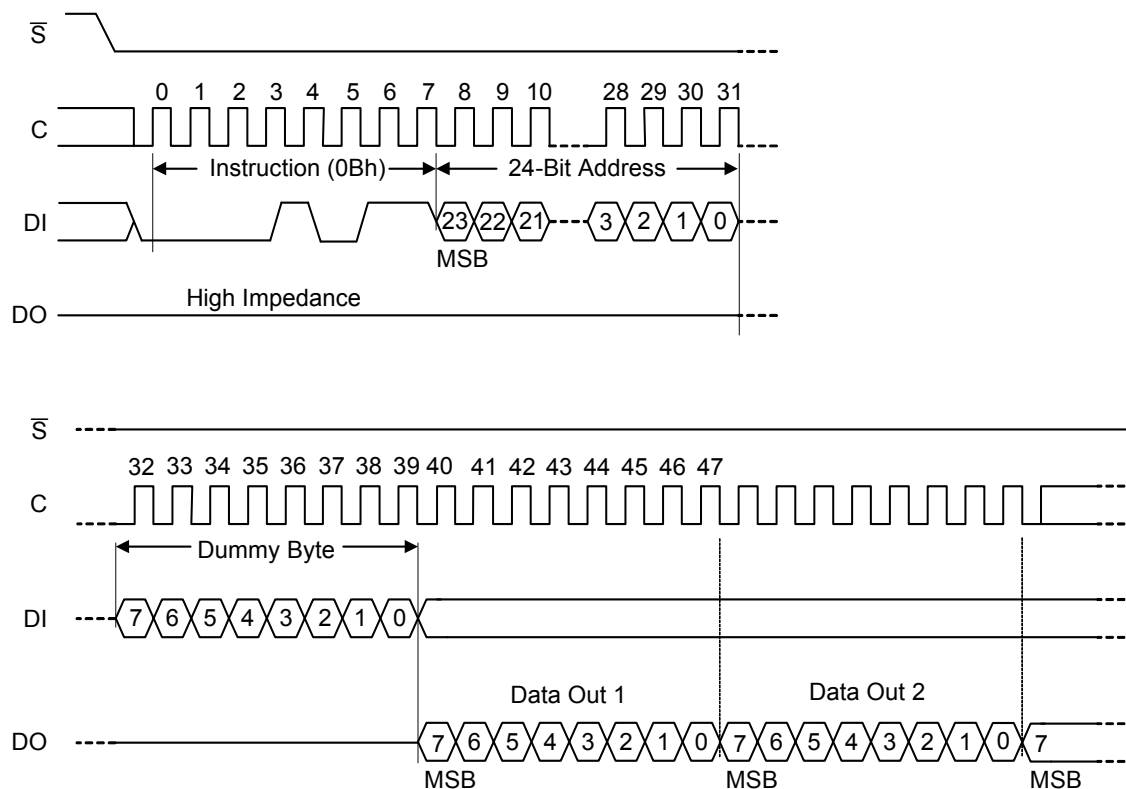 S̅
0 1 2 3 4 5 6 7 8 9 10 28 29 30 31
C
Instruction (0Bh) 24-Bit Address
DI 23 22 21 3 2 1 0
MSB
High Impedance
DO
S̅
32 33 34 35 36 37 38 39 40 41 42 43 44 45 46 47
C
Dummy Byte
DI 7 6 5 4 3 2 1 0
Data Out 1 Data Out 2
DO 7 6 5 4 3 2 1 0 7 6 5 4 3 2 1 0 7
MSB MSB MSB